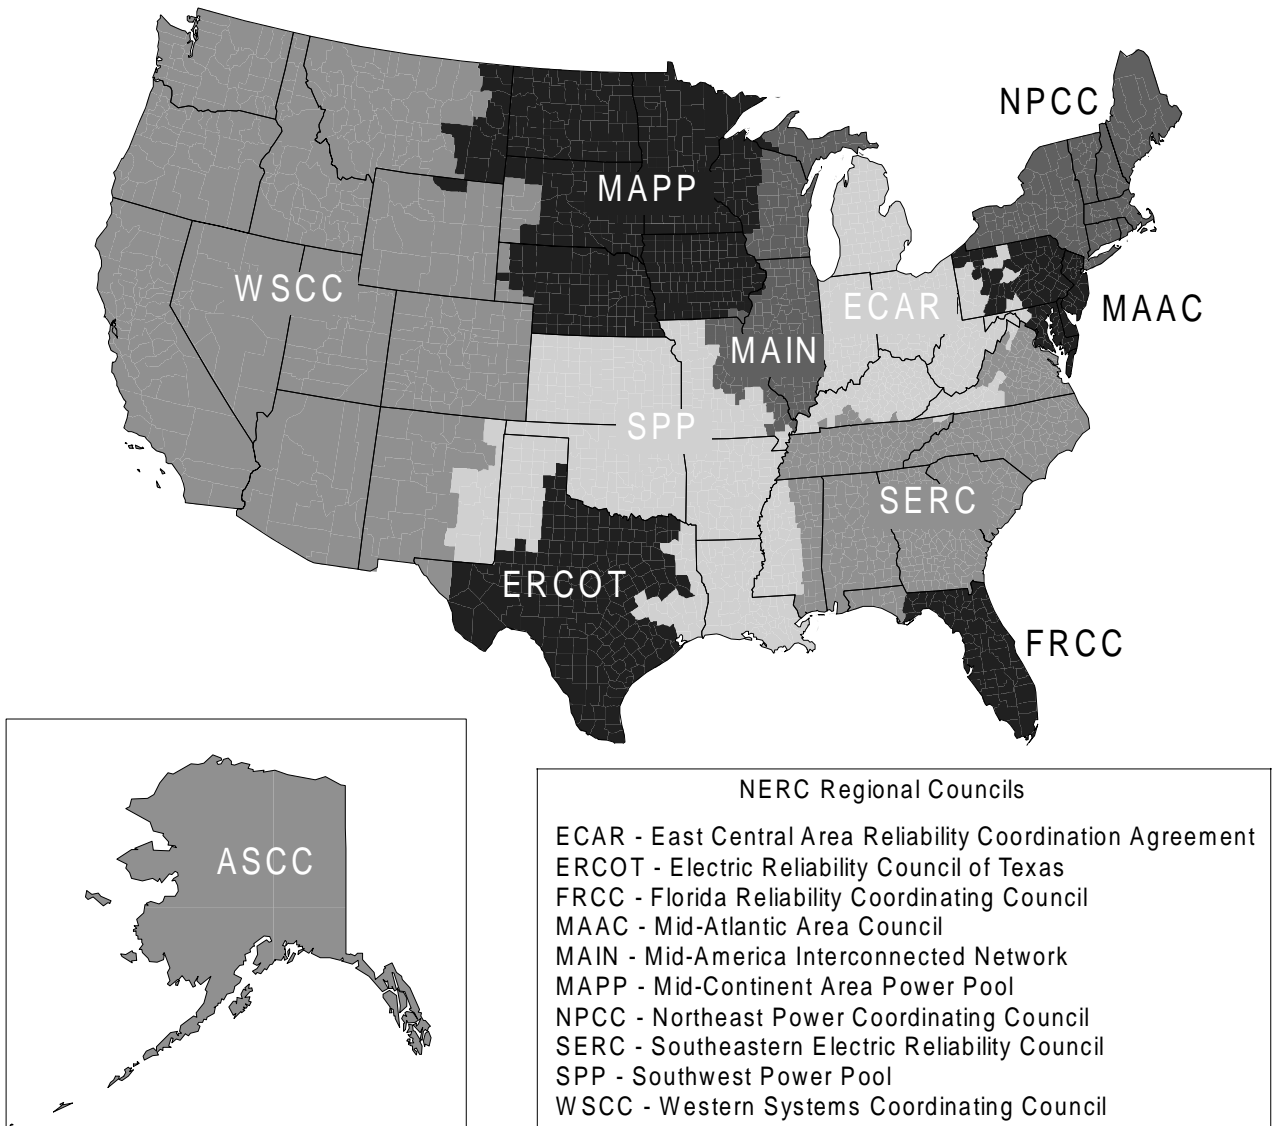 NPCC
MAPP
WSCC
ECAR
MAAC
MAIN
SPP
SERC
ERCOT
FRCC
ASCC
NERC Regional Councils
ECAR - East Central Area Reliability Coordination Agreement
ERCOT - Electric Reliability Council of Texas
FRCC - Florida Reliability Coordinating Council
MAAC - Mid-Atlantic Area Council
MAIN - Mid-America Interconnected Network
MAPP - Mid-Continent Area Power Pool
NPCC - Northeast Power Coordinating Council
SERC - Southeastern Electric Reliability Council
SPP - Southwest Power Pool
WSCC - Western Systems Coordinating Council